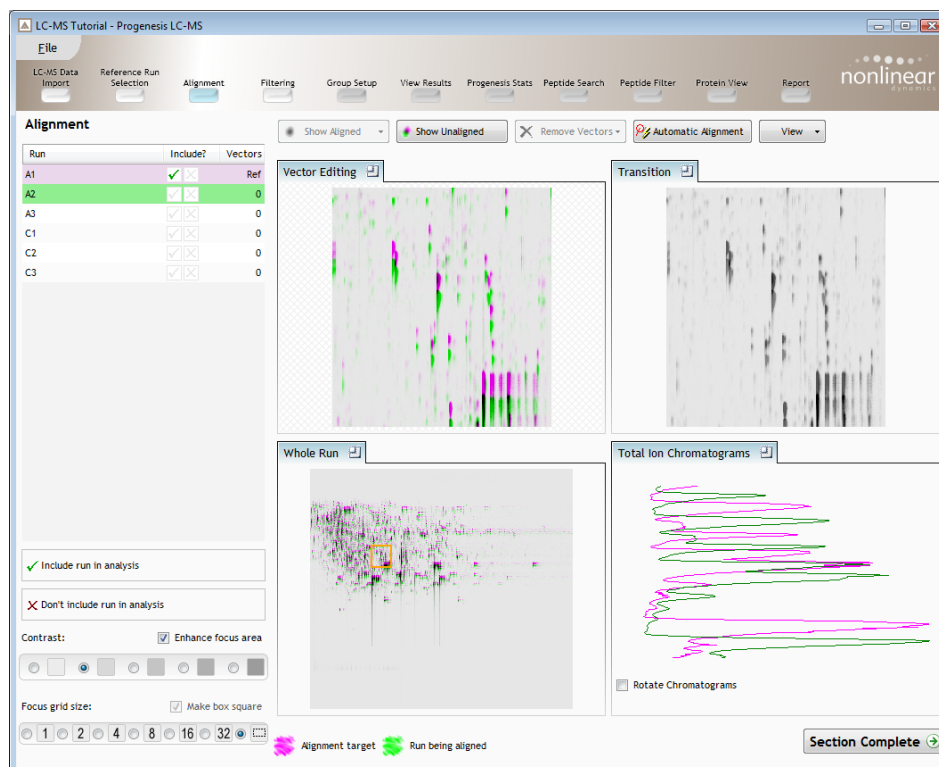 LC-MS Tutorial - Progenesis LC-MS
File
LC-MS Data Import
Reference Run Selection
Alignment
Filtering
Group Setup
View Results
Progenesis Stats
Peptide Search
Peptide Filter
Protein View
Report
nonlinear
dynamics
Alignment
Show Aligned
Show Unaligned
Remove Vectors
Automatic Alignment
View
Run Include? Vectors
A1 Ref
A2 0
A3 0
C1 0
C2 0
C3 0
Vector Editing
Transition
Whole Run
Total Ion Chromatograms
Include run in analysis
Don't include run in analysis
Contrast: Enhance focus area
Focus grid size: Make box square
1 2 4 8 16 32
Rotate Chromatograms
Alignment target Run being aligned
Section Complete